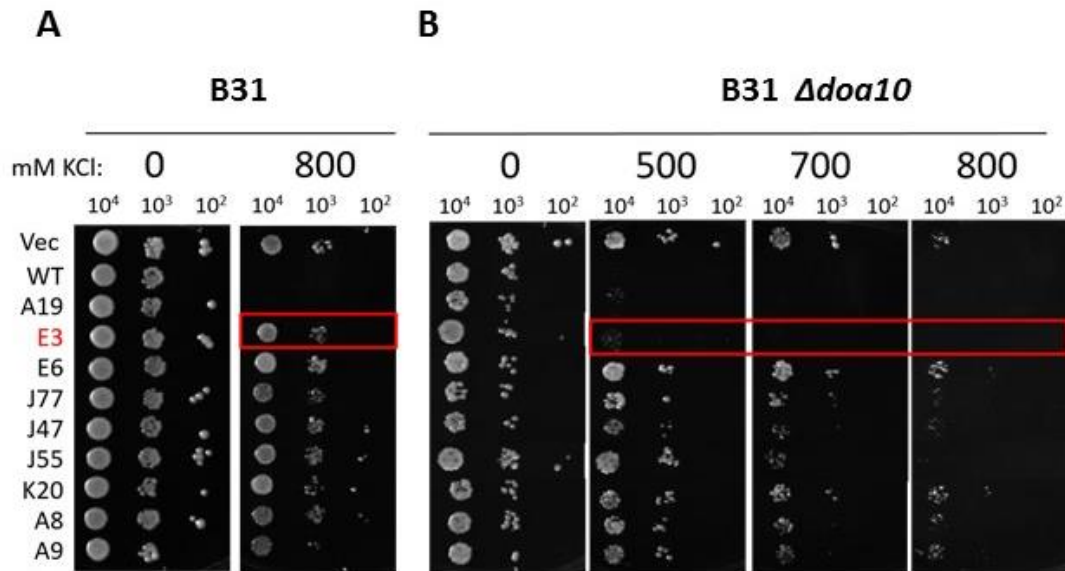 A B
B31 B31 Δdoa10
mM KCl: 0 800 0 500 700 800
10⁴ 10³ 10² 10⁴ 10³ 10² 10⁴ 10³ 10² 10⁴ 10³ 10² 10⁴ 10³ 10² 10⁴ 10³ 10²
Vec
WT
A19
E3
E6
J77
J47
J55
K20
A8
A9